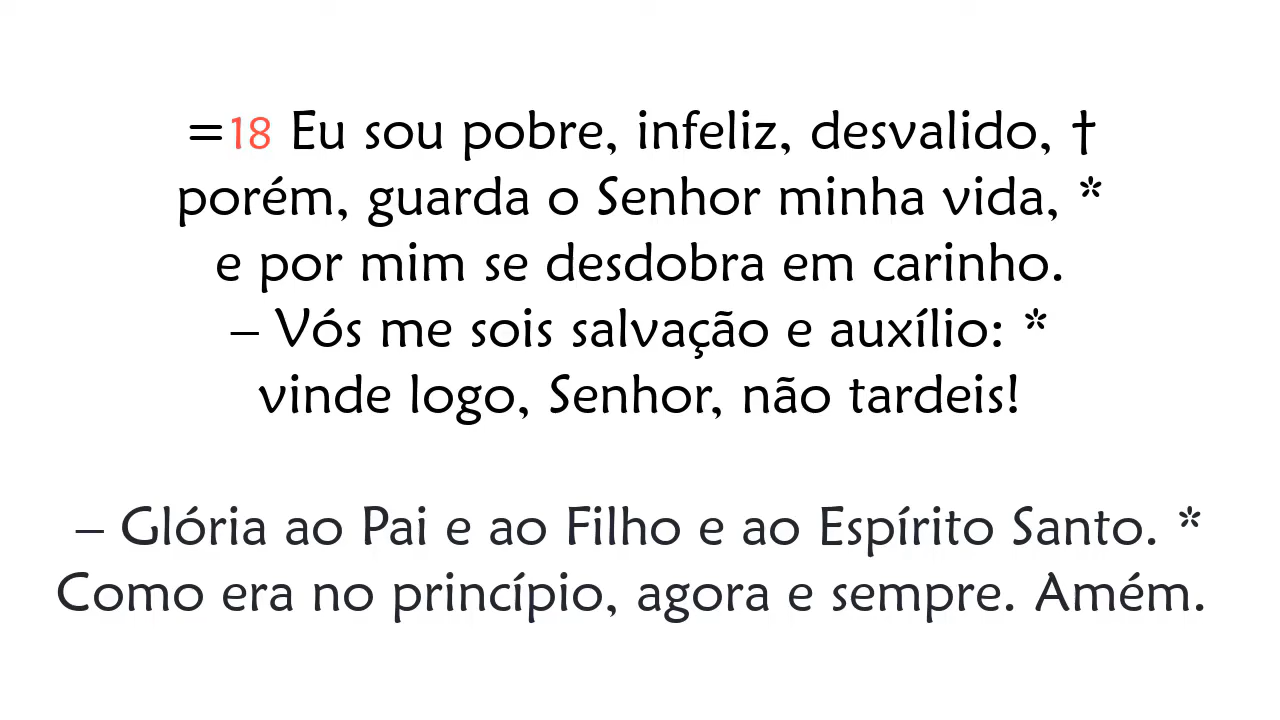 =18 Eu sou pobre, infeliz, desvalido, †
porém, guarda o Senhor minha vida, *
e por mim se desdobra em carinho.
– Vós me sois salvação e auxílio: *
vinde logo, Senhor, não tardeis!
– Glória ao Pai e ao Filho e ao Espírito Santo. *
Como era no princípio, agora e sempre. Amém.